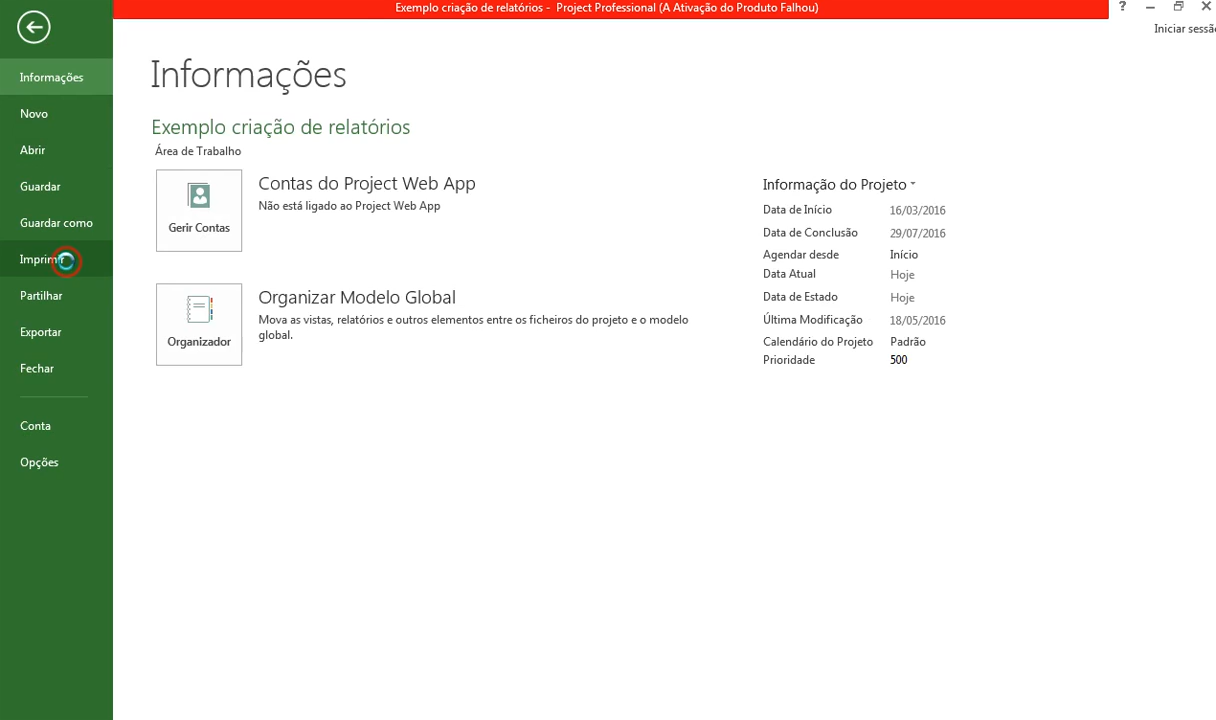 Exemplo criação de relatórios - Project Professional (A Ativação do Produto Falhou)
?
Iniciar sessã
Informações
Novo
Abrir
Guardar
Guardar como
Imprimir
Partilhar
Exportar
Fechar
Conta
Opções
Informações
Exemplo criação de relatórios
Área de Trabalho
Gerir Contas
Contas do Project Web App
Não está ligado ao Project Web App
Organizador
Organizar Modelo Global
Mova as vistas, relatórios e outros elementos entre os ficheiros do projeto e o modelo
global.
Informação do Projeto
Data de Início 16/03/2016
Data de Conclusão 29/07/2016
Agendar desde Início
Data Atual Hoje
Data de Estado Hoje
Última Modificação 18/05/2016
Calendário do Projeto Padrão
Prioridade 500